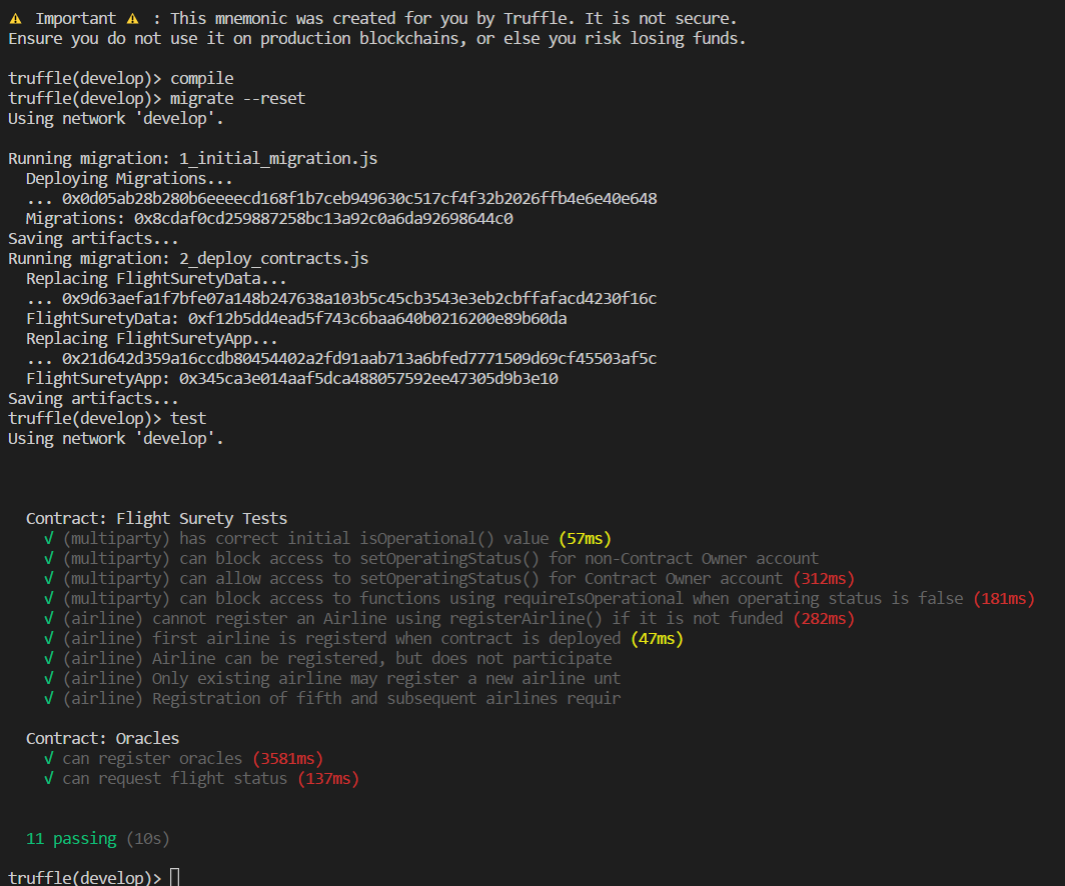 ⚠ Important ⚠ : This mnemonic was created for you by Truffle. It is not secure.
Ensure you do not use it on production blockchains, or else you risk losing funds.
truffle(develop)> compile
truffle(develop)> migrate --reset
Using network 'develop'.
Running migration: 1_initial_migration.js
Deploying Migrations...
... 0x0d05ab28b280b6eeeecd168f1b7ceb949630c517cf4f32b2026ffb4e6e40e648
Migrations: 0x8cdaf0cd259887258bc13a92c0a6da92698644c0
Saving artifacts...
Running migration: 2_deploy_contracts.js
Replacing FlightSuretyData...
... 0x9d63aefa1f7bfe07a148b247638a103b5c45cb3543e3eb2cbffafacd4230f16c
FlightSuretyData: 0xf12b5dd4ead5f743c6baa640b0216200e89b60da
Replacing FlightSuretyApp...
... 0x21d642d359a16ccdb80454402a2fd91aab713a6bfed7771509d69cf45503af5c
FlightSuretyApp: 0x345ca3e014aaf5dca488057592ee47305d9b3e10
Saving artifacts...
truffle(develop)> test
Using network 'develop'.
Contract: Flight Surety Tests
√ (multiparty) has correct initial isOperational() value (57ms)
√ (multiparty) can block access to setOperatingStatus() for non-Contract Owner account
√ (multiparty) can allow access to setOperatingStatus() for Contract Owner account (312ms)
√ (multiparty) can block access to functions using requireIsOperational when operating status is false (181ms)
√ (airline) cannot register an Airline using registerAirline() if it is not funded (282ms)
√ (airline) first airline is registerd when contract is deployed (47ms)
√ (airline) Airline can be registered, but does not participate
√ (airline) Only existing airline may register a new airline unt
√ (airline) Registration of fifth and subsequent airlines requir
Contract: Oracles
√ can register oracles (3581ms)
√ can request flight status (137ms)
11 passing (10s)
truffle(develop)>